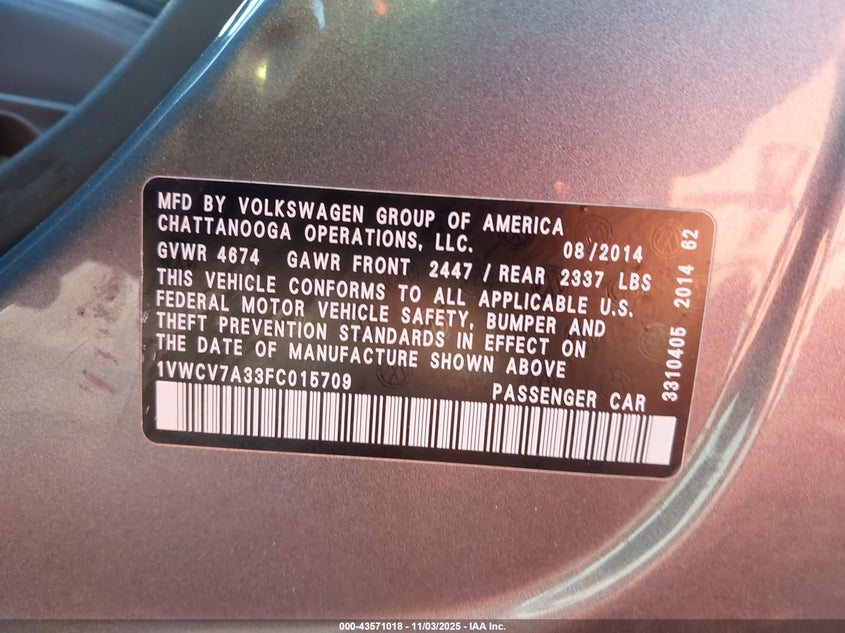 MFD BY VOLKSWAGEN GROUP OF AMERICA
CHATTANOOGA OPERATIONS, LLC. 08/2014
GVWR 4674 GAWR FRONT 2447 / REAR 2337 LBS
THIS VEHICLE CONFORMS TO ALL APPLICABLE U.S.
FEDERAL MOTOR VEHICLE SAFETY, BUMPER AND
THEFT PREVENTION STANDARDS IN EFFECT ON
THE DATE OF MANUFACTURE SHOWN ABOVE
1VWCV7A33FC015709 PASSENGER CAR
3310405 2014 62
000-43571018 - 11/03/2025 - IAA Inc.